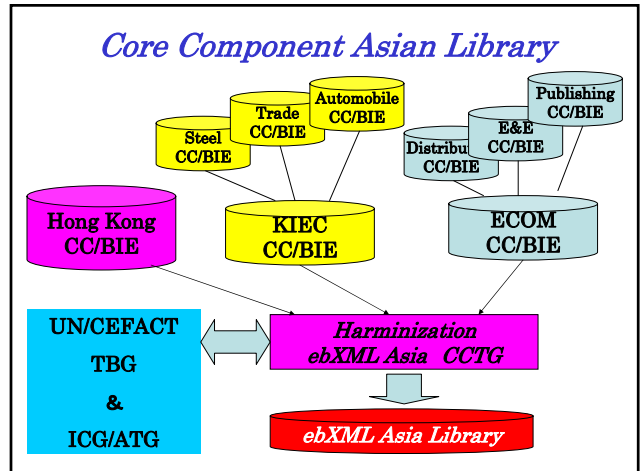 Core Component Asian Library
Automobile
CC/BIE
Trade
CC/BIE
Steel
CC/BIE
Publishing
CC/BIE
E&E
CC/BIE
CC/BIE
Hong Kong
CC/BIE
KIEC
CC/BIE
ECOM
CC/BIE
UN/CEFACT
TBG
&
ICG/ATG
Harminization
ebXML Asia CCTG
ebXML Asia Library